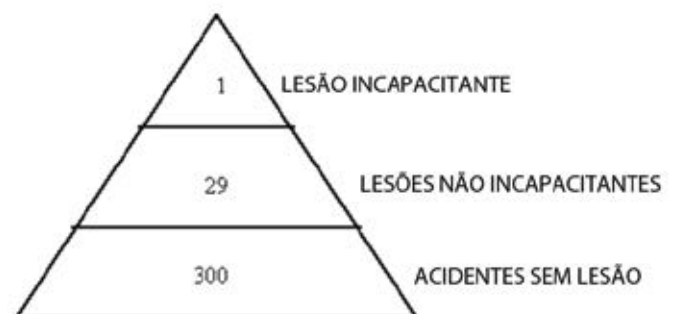 1 LESÃO INCAPACITANTE
29 LESÕES NÃO INCAPACITANTES
300 ACIDENTES SEM LESÃO